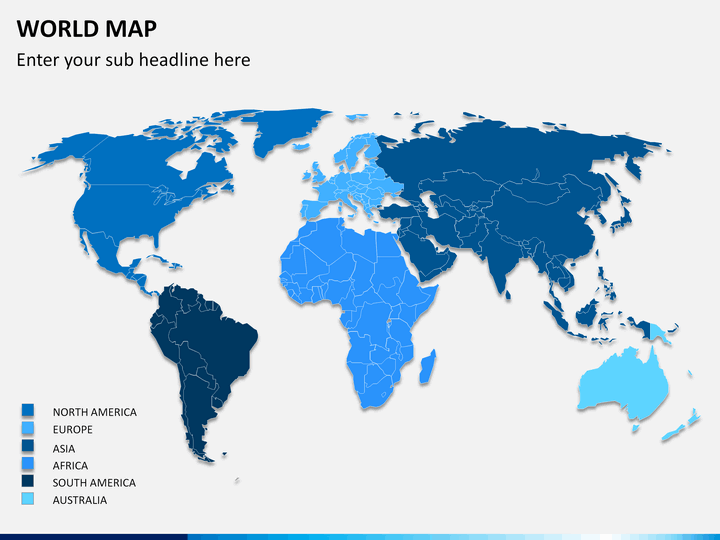 WORLD MAP
Enter your sub headline here
NORTH AMERICA
EUROPE
ASIA
AFRICA
SOUTH AMERICA
AUSTRALIA